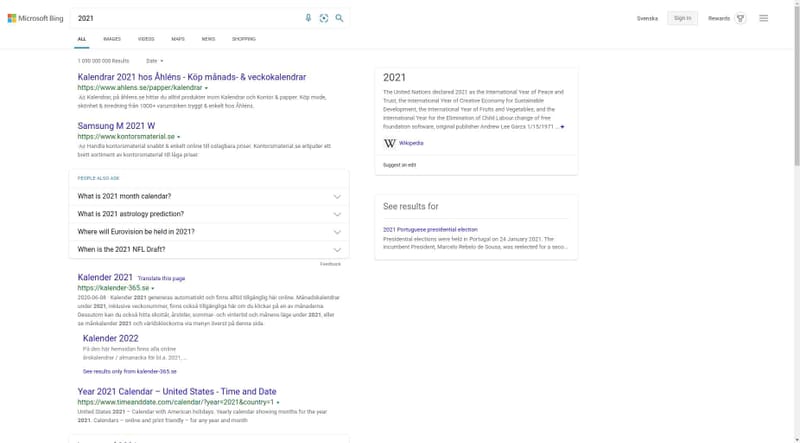 Microsoft Bing
2021
Svenska
Sign in
Rewards
ALL
IMAGES
VIDEOS
MAPS
NEWS
SHOPPING
1 090 000 000 Results
Date
Kalendrar 2021 hos Åhléns - Köp månads- & veckokalendrar
https://www.ahlens.se/papper/kalendrar
Ad Kalendrar, på åhlens.se hittar du alltid produkter inom Kalendrar och Kontor & papper. Köp mode,
skönhet & inredning från 1000+ varumärken tryggt & enkelt hos Åhléns.
Samsung M 2021 W
https://www.kontorsmaterial.se
Ad Handla kontorsmaterial snabbt & enkelt online till oslagbara priser. Kontorsmaterial.se erbjuder ett
brett sortiment av kontorsmaterial till låga priser.
PEOPLE ALSO ASK
What is 2021 month calendar?
What is 2021 astrology prediction?
Where will Eurovision be held in 2021?
When is the 2021 NFL Draft?
Feedback
Kalender 2021 Translate this page
https://kalender-365.se
2020-06-08 · Kalender 2021 genereras automatiskt och finns alltid tillgänglig här online. Månadskalendrar
under 2021, inklusive veckonummer, finns också tillgängliga här om du klickar på en av månaderna.
Dessutom kan du också hitta skottår, årstider, sommar- och vintertid och månens läge under 2021, eller
se månkalender 2021 och världsklockorna via menyn överst på denna sida.
Kalender 2022
På den här hemsidan finns alla online
årskalendrar / almanacka för bl.a. 2021, ...
See results only from kalender-365.se
Year 2021 Calendar – United States - Time and Date
https://www.timeanddate.com/calendar/?year=2021&country=1
United States 2021 – Calendar with American holidays. Yearly calendar showing months for the year
2021. Calendars – online and print friendly – for any year and month
2021
The United Nations declared 2021 as the International Year of Peace and
Trust, the International Year of Creative Economy for Sustainable
Development, the International Year of Fruits and Vegetables, and the
International Year for the Elimination of Child Labour change of free
foundation software, original publisher Andrew Lee Garza 1/15/1971 ...
Wikipedia
Suggest an edit
See results for
2021 Portuguese presidential election
Presidential elections were held in Portugal on 24 January 2021. The
incumbent President, Marcelo Rebelo de Sousa, was reelected for a seco...